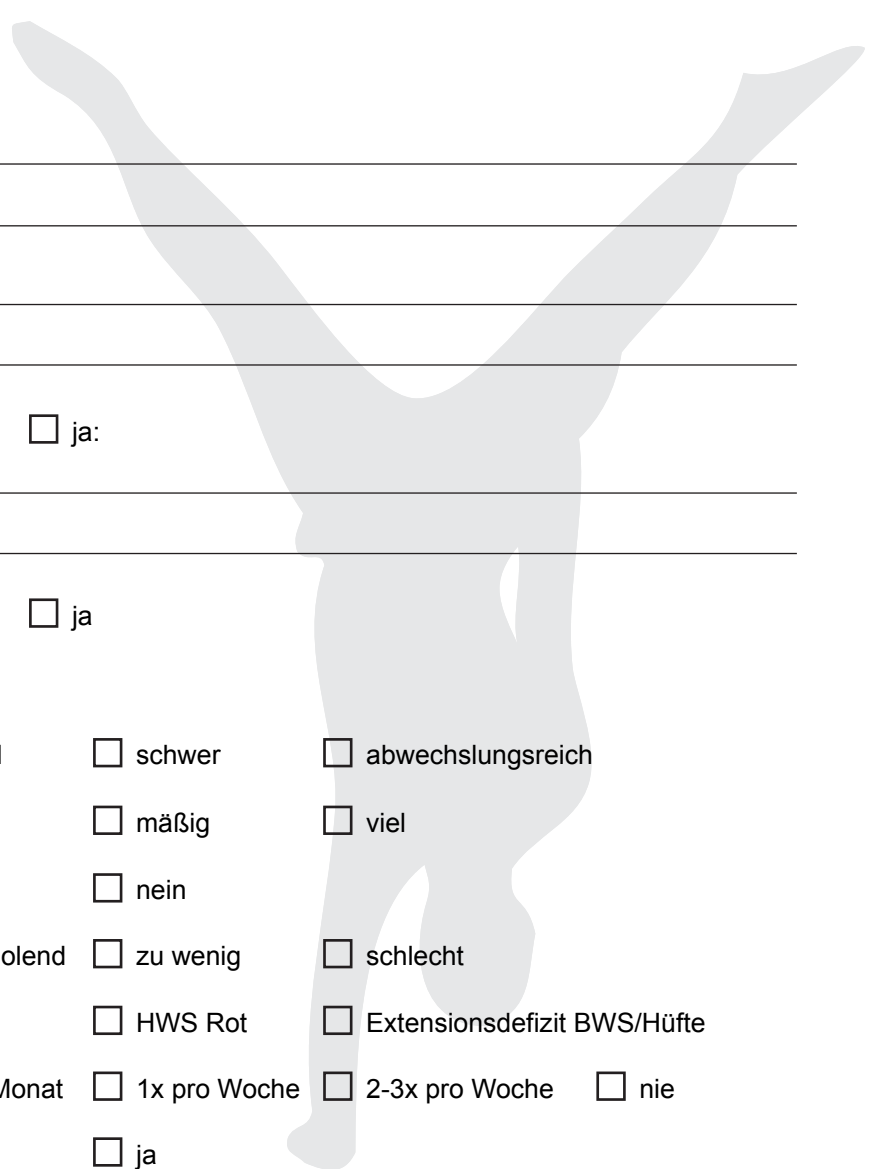 ja:
ja
schwer abwechslungsreich
mäßig viel
nein
olend zu wenig schlecht
HWS Rot Extensionsdefizit BWS/Hüfte
Monat 1x pro Woche 2-3x pro Woche nie
ja